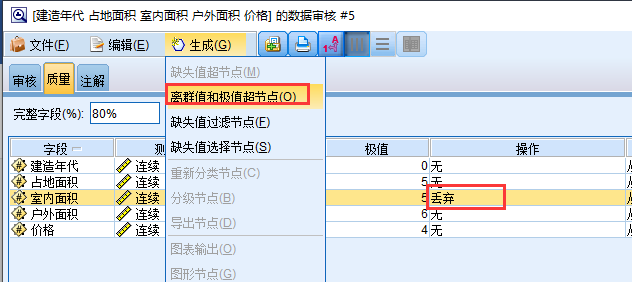 [建造年代 占地面积 室内面积 户外面积 价格] 的数据审核 #5
文件(F) 编辑(E) 生成(G)
缺失值超节点(M)
审核 质量 注解
离群值和极值超节点(O)
完整字段(%): 80%
缺失值过滤节点(F)
缺失值选择节点(S)
字段 测 极值 操作
重新分类节点(C)
建造年代 连续 0 无
分级节点(B)
占地面积 连续 5 无
室内面积 连续 5 丢弃
导出节点(D)
户外面积 连续 6 无
价格 连续 4 无
图表输出(O)
图形节点(G)